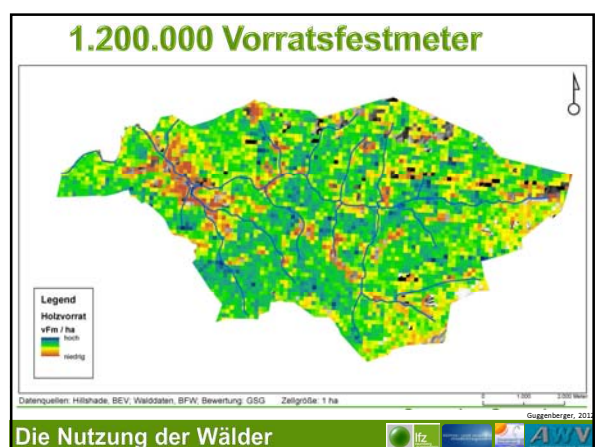 1.200.000 Vorratsfestmeter
Legend
Holzvorrat
vFm / ha
hoch
niedrig
Datenquellen: Hillshade, BEV; Walddaten, BFW; Bewertung: GSG Zellgröße: 1 ha
0 1.000 2.000 Meter
Guggenberger, 2012
Die Nutzung der Wälder
lfz
AWV